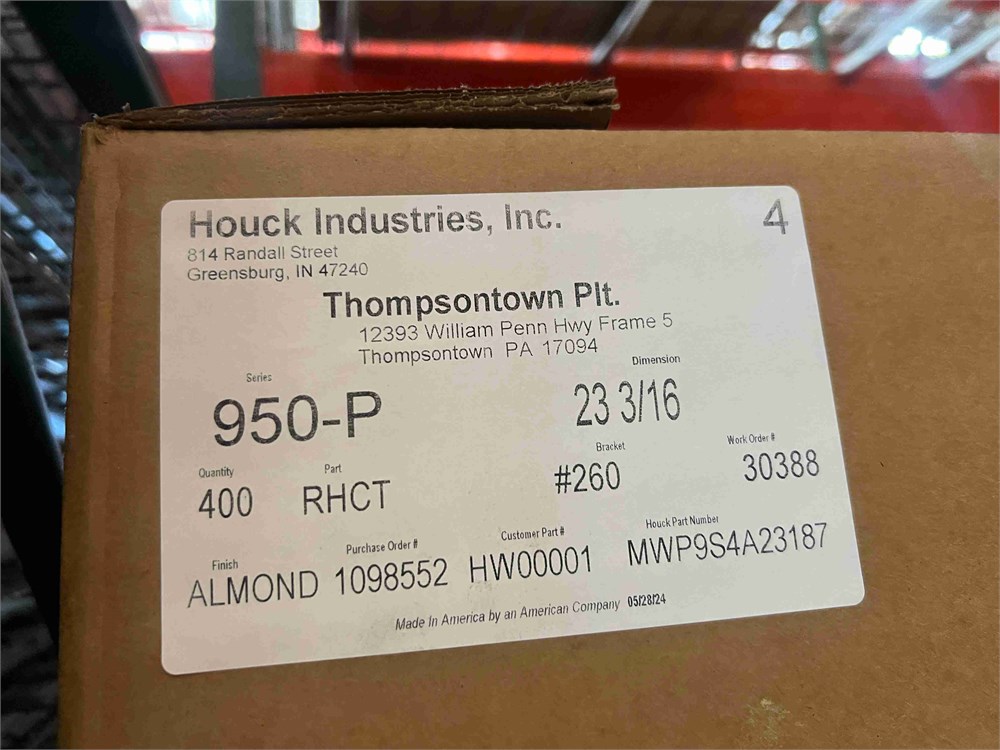 Houck Industries, Inc. 4
814 Randall Street
Greensburg, IN 47240
Thompsontown Plt.
12393 William Penn Hwy Frame 5
Thompsontown PA 17094
Series Dimension
950-P 23 3/16
Quantity Part Bracket Work Order #
400 RHCT #260 30388
Finish Purchase Order # Customer Part # Houck Part Number
ALMOND 1098552 HW00001 MWP9S4A23187
Made In America by an American Company 05/28/24